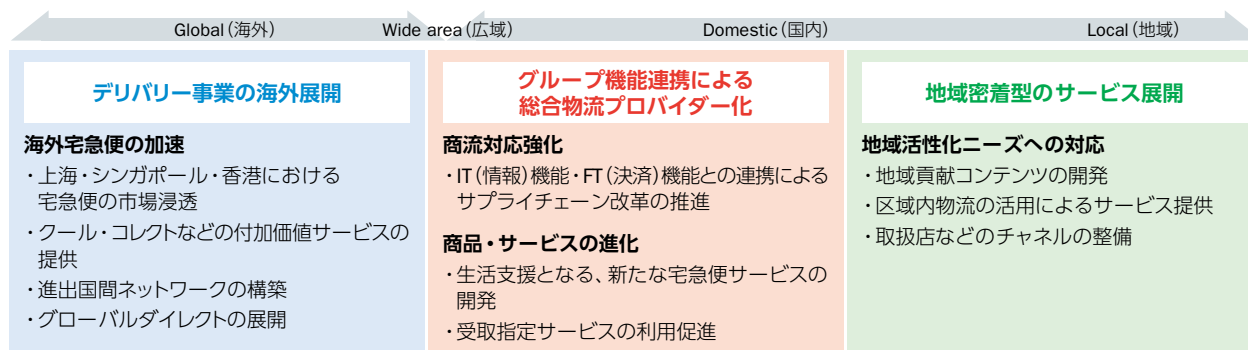 Global(海外) Wide area(広域) Domestic(国内) Local(地域)
デリバリー事業の海外展開
海外宅急便の加速
・上海・シンガポール・香港における
宅急便の市場浸透
・クール・コレクトなどの付加価値サービスの
提供
・進出国間ネットワークの構築
・グローバルダイレクトの展開
グループ機能連携による
総合物流プロバイダー化
商流対応強化
・IT(情報)機能・FT(決済)機能との連携による
サプライチェーン改革の推進
商品・サービスの進化
・生活支援となる、新たな宅急便サービスの
開発
・受取指定サービスの利用促進
地域密着型のサービス展開
地域活性化ニーズへの対応
・地域貢献コンテンツの開発
・区域内物流の活用によるサービス提供
・取扱店などのチャネルの整備